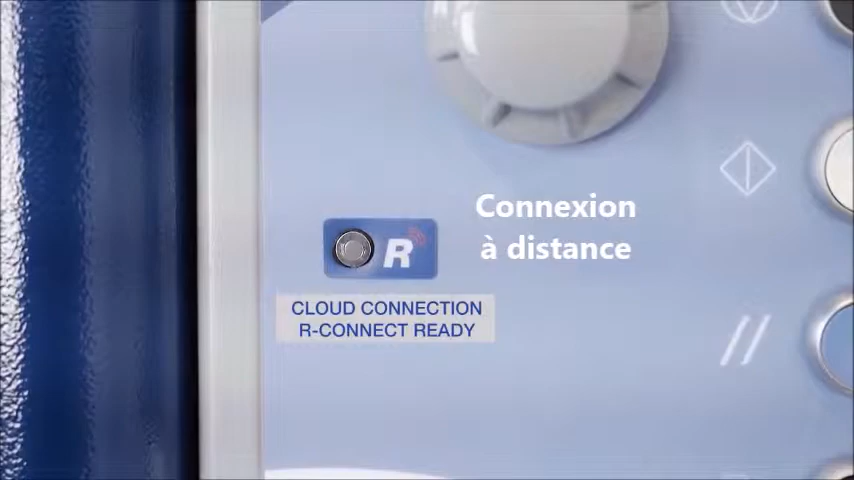 Connexion
à distance
R
CLOUD CONNECTION
R-CONNECT READY